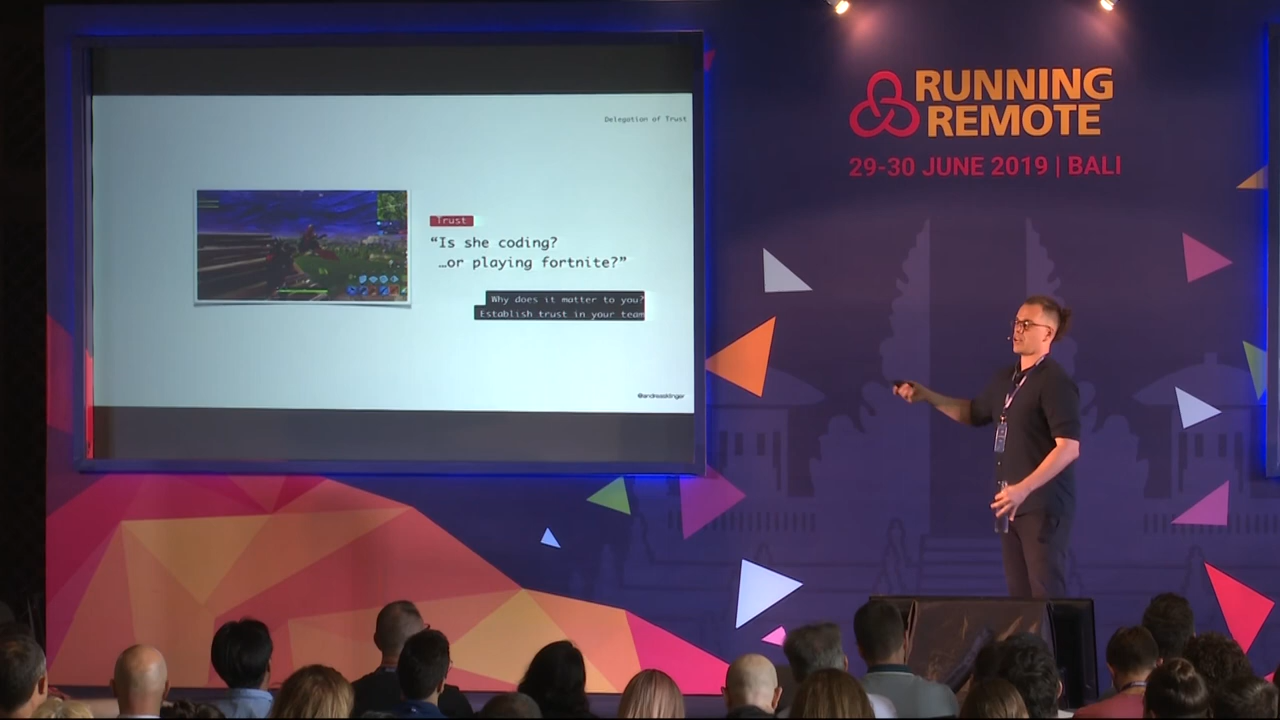 Delegation of Trust
Trust
“Is she coding?
…or playing fortnite?”
Why does it matter to you?
Establish trust in your team
@andreasklinger
RUNNING
REMOTE
29-30 JUNE 2019 | BALI